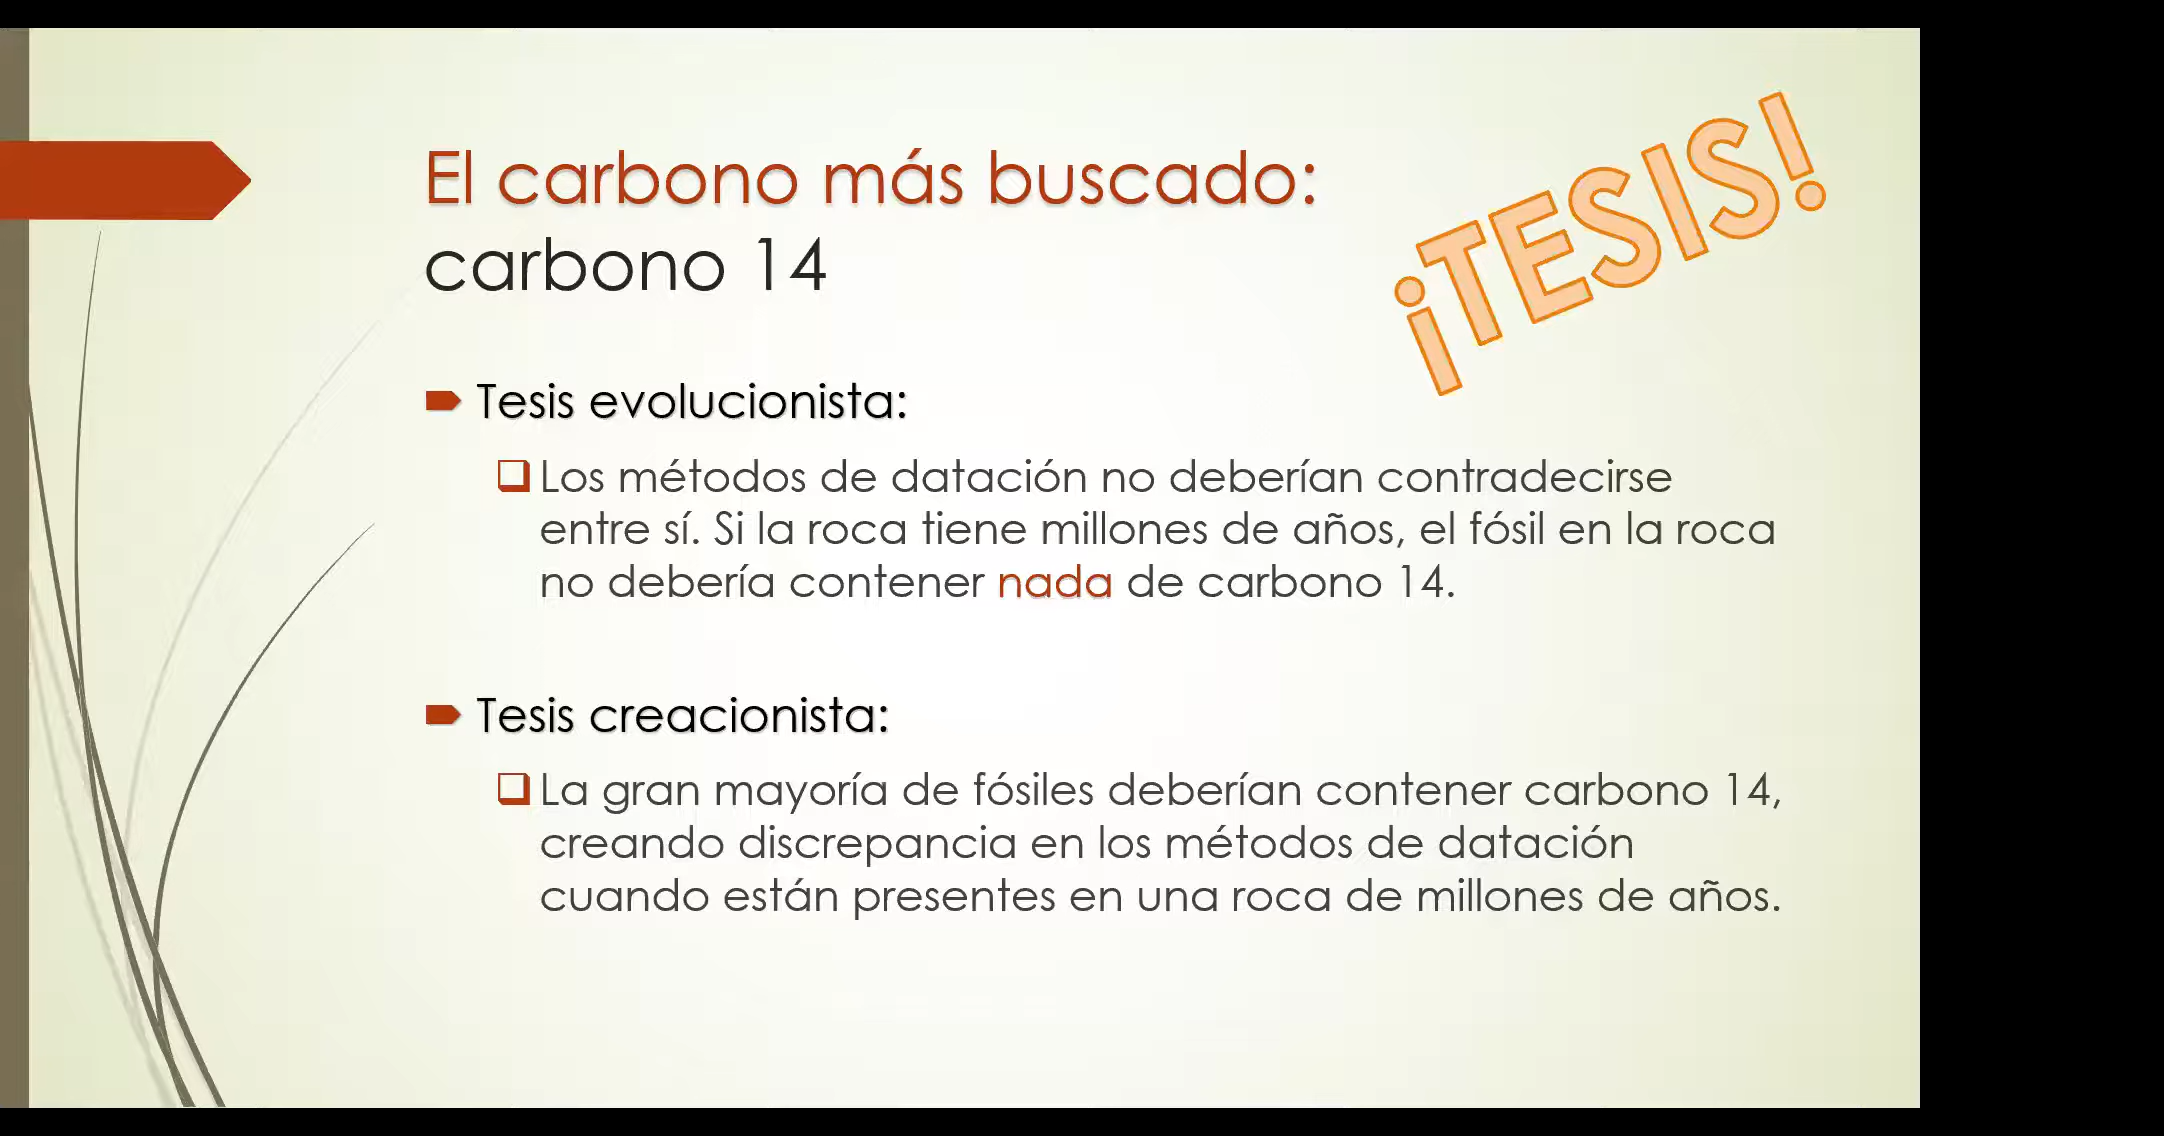 El carbono más buscado:
carbono 14
¡TESIS!
Tesis evolucionista:
Los métodos de datación no deberían contradecirse
entre sí. Si la roca tiene millones de años, el fósil en la roca
no debería contener nada de carbono 14.
Tesis creacionista:
La gran mayoría de fósiles deberían contener carbono 14,
creando discrepancia en los métodos de datación
cuando están presentes en una roca de millones de años.